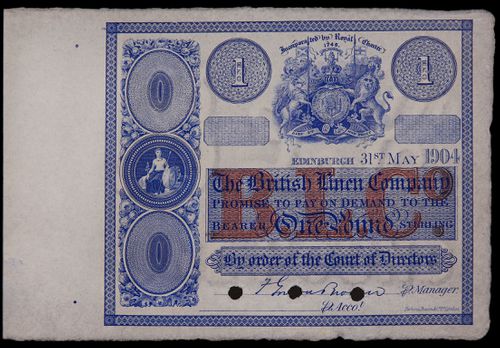 Incorporated by Royal Charter
1746.
1
1
EDINBURGH 31ST MAY 1904
The British Linen Company
PROMISE TO PAY ON DEMAND TO THE
BEARER One Pound STERLING
By order of the Court of Directors
Manager.
Acco!